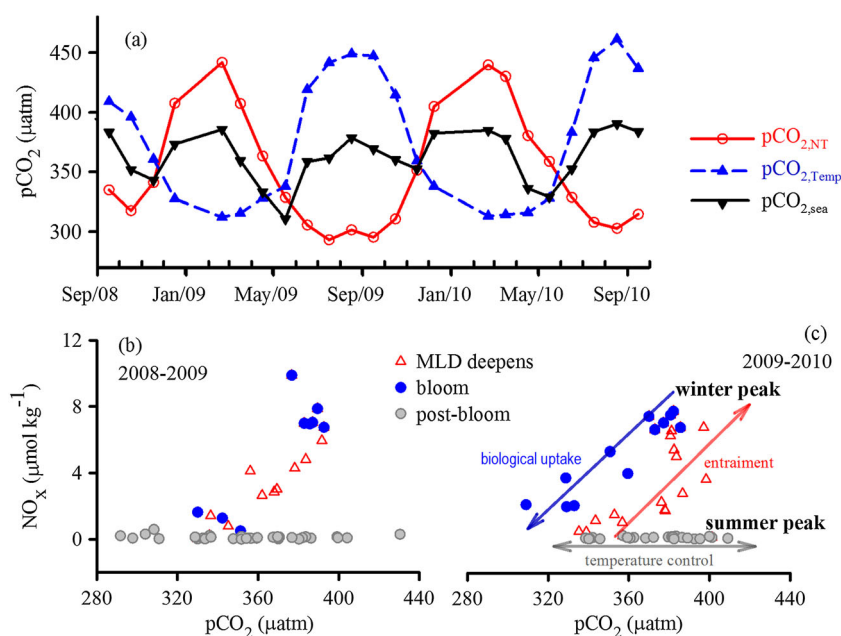 (a)
450
400
350
300
pCO2 (µatm)
Sep/08 Jan/09 May/09 Sep/09 Jan/10 May/10 Sep/10
pCO2,NT
pCO2,Temp
pCO2,sea
(b)
2008-2009
12
8
4
0
NOX (µmol kg-1)
280 320 360 400 440
pCO2 (µatm)
MLD deepens
bloom
post-bloom
(c)
2009-2010
winter peak
biological uptake
entraiment
summer peak
temperature control
280 320 360 400 440
pCO2 (µatm)